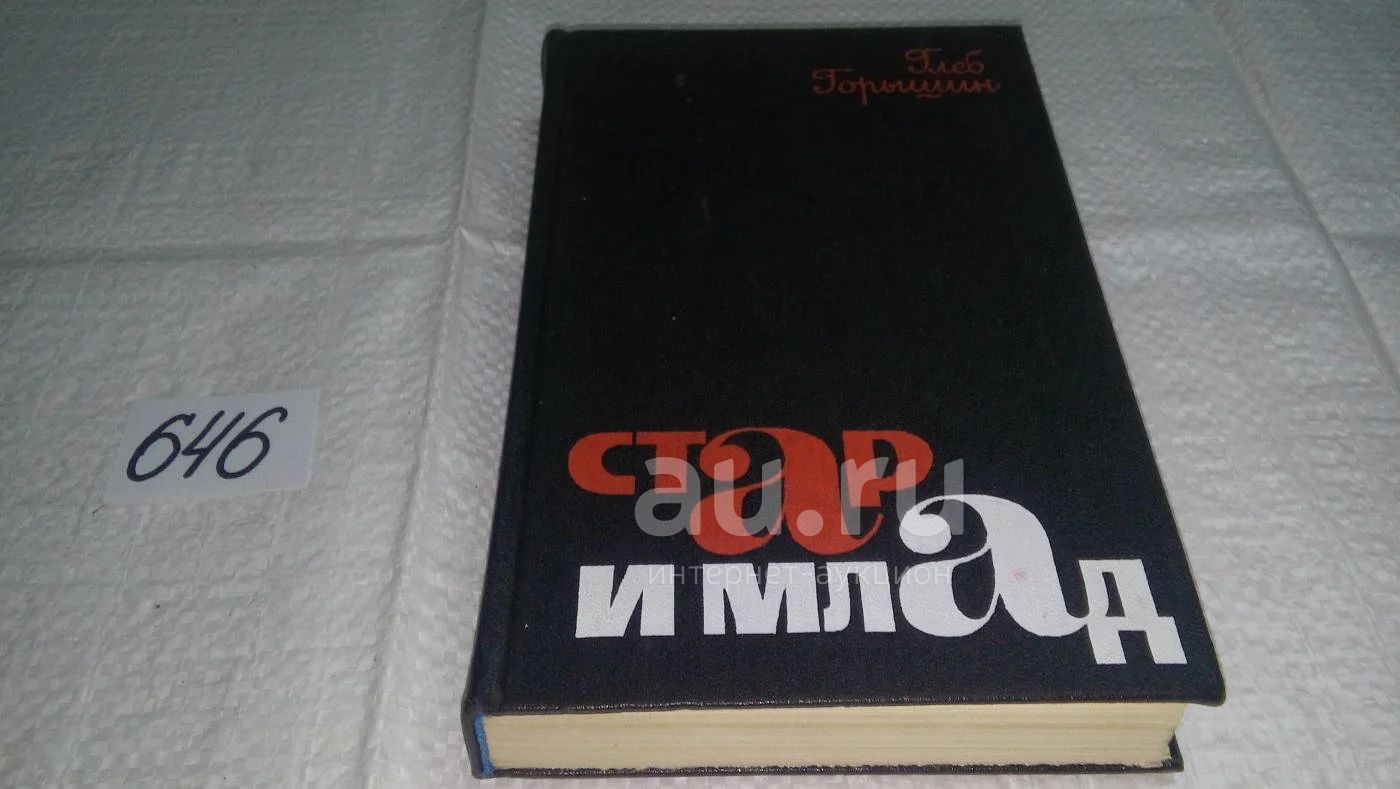 Глеб
Горышин
646
стар
и млад
au.ru
интернет-аукцион